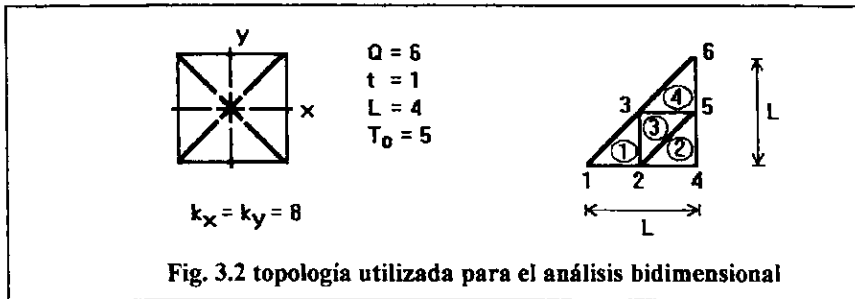 y
x
Q = 6
t = 1
L = 4
T₀ = 5
kx = ky = 8
6
3
4
5
3
L
1
2
1
2
4
L
Fig. 3.2 topología utilizada para el análisis bidimensional